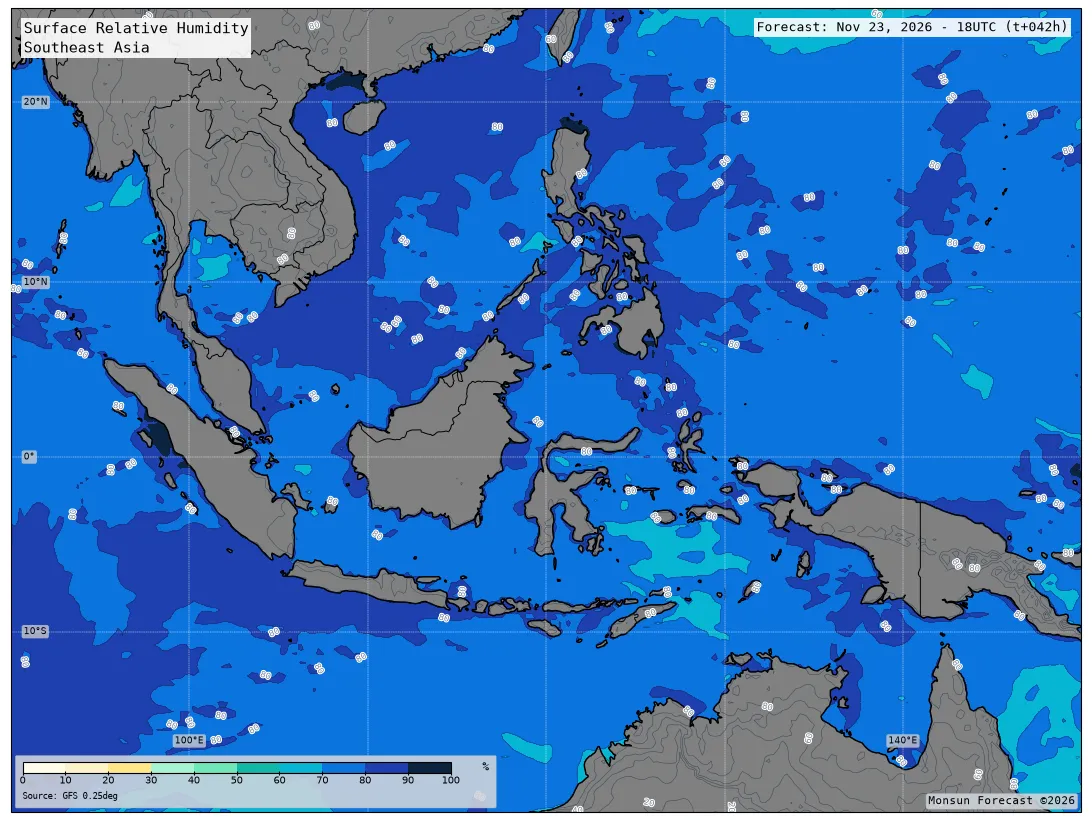 Surface Relative Humidity
Southeast Asia
Forecast: Nov 23, 2026 - 18UTC (t+042h)
20°N
10°N
0°
10°S
100°E
140°E
0 10 20 30 40 50 60 70 80 90 100 %
Source: GFS 0.25deg
Monsun Forecast ©2026